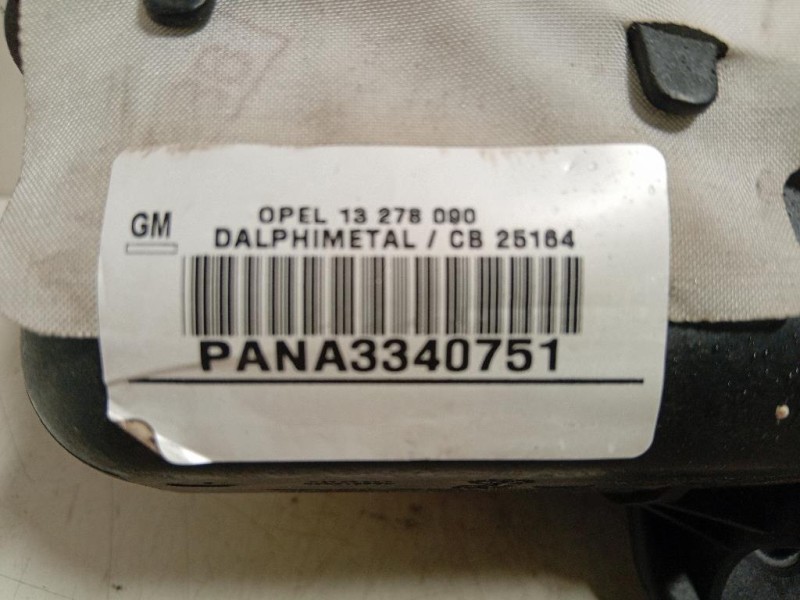 GM
OPEL 13 278 090
DALPHIMETAL / CB 25164
PANA3340751